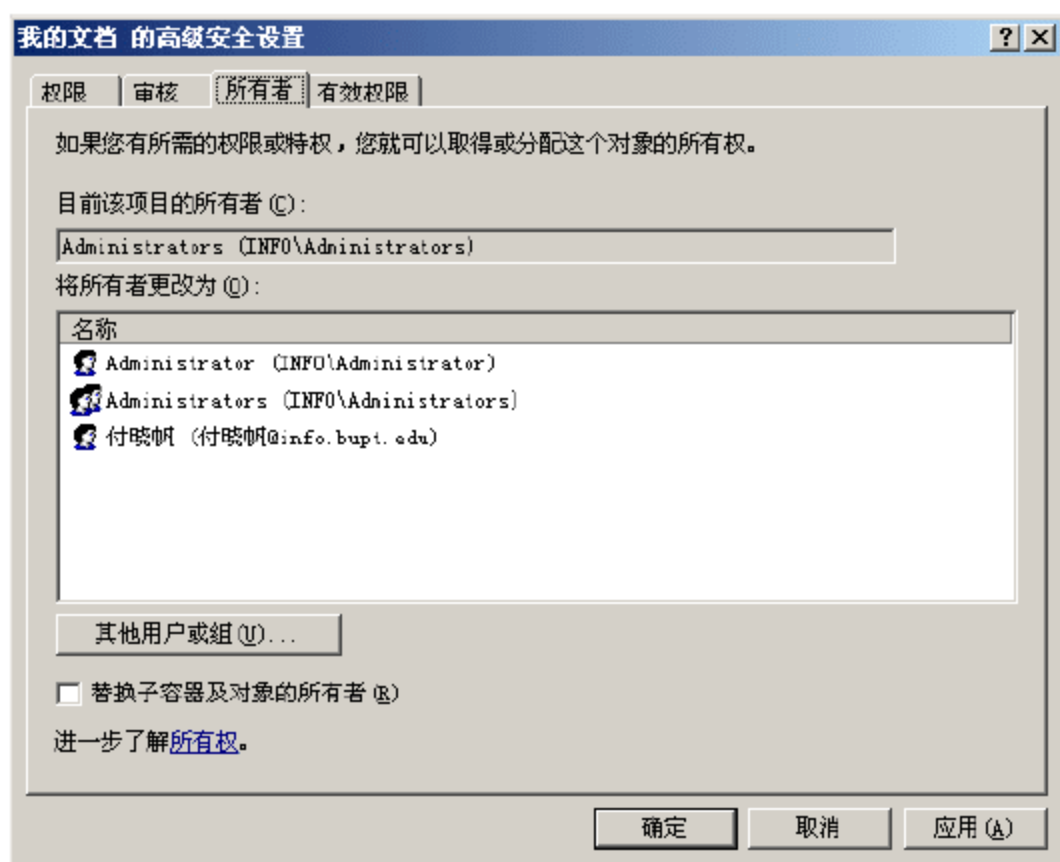 我的文档 的高级安全设置
权限 审核 所有者 有效权限
如果您有所需的权限或特权，您就可以取得或分配这个对象的所有权。
目前该项目的所有者(C):
Administrators (INFO\Administrators)
将所有者更改为(O):
名称
Administrator (INFO\Administrator)
Administrators (INFO\Administrators)
付晓帆 (付晓帆@info.bupt.edu)
其他用户或组(U)...
替换子容器及对象的所有者(R)
进一步了解所有权。
确定 取消 应用(A)